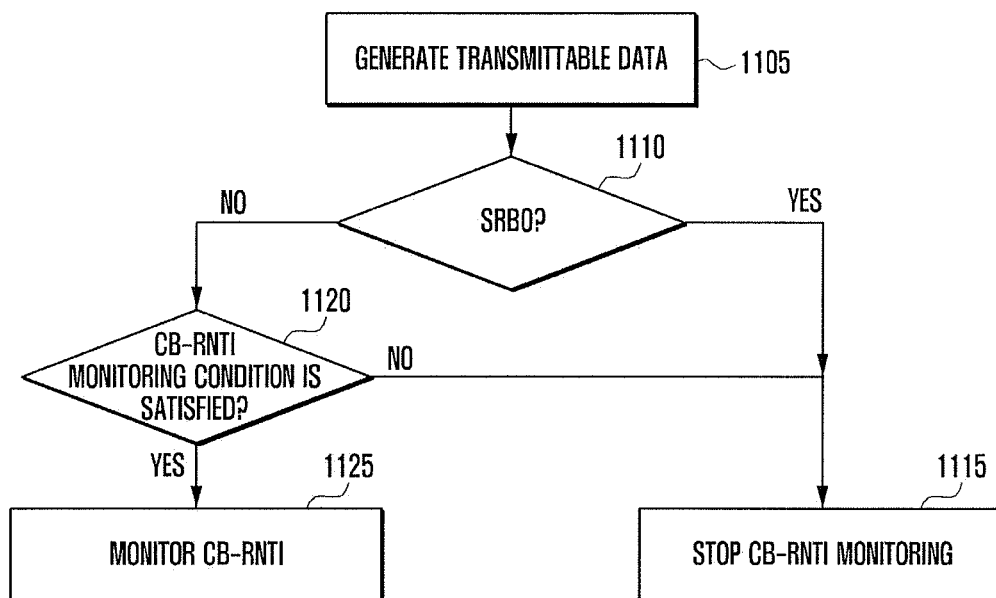 GENERATE TRANSMITTABLE DATA
1105
1110
NO
SRB0?
YES
1120
CB-RNTI
MONITORING CONDITION IS
SATISFIED?
NO
YES
1125
1115
MONITOR CB-RNTI
STOP CB-RNTI MONITORING